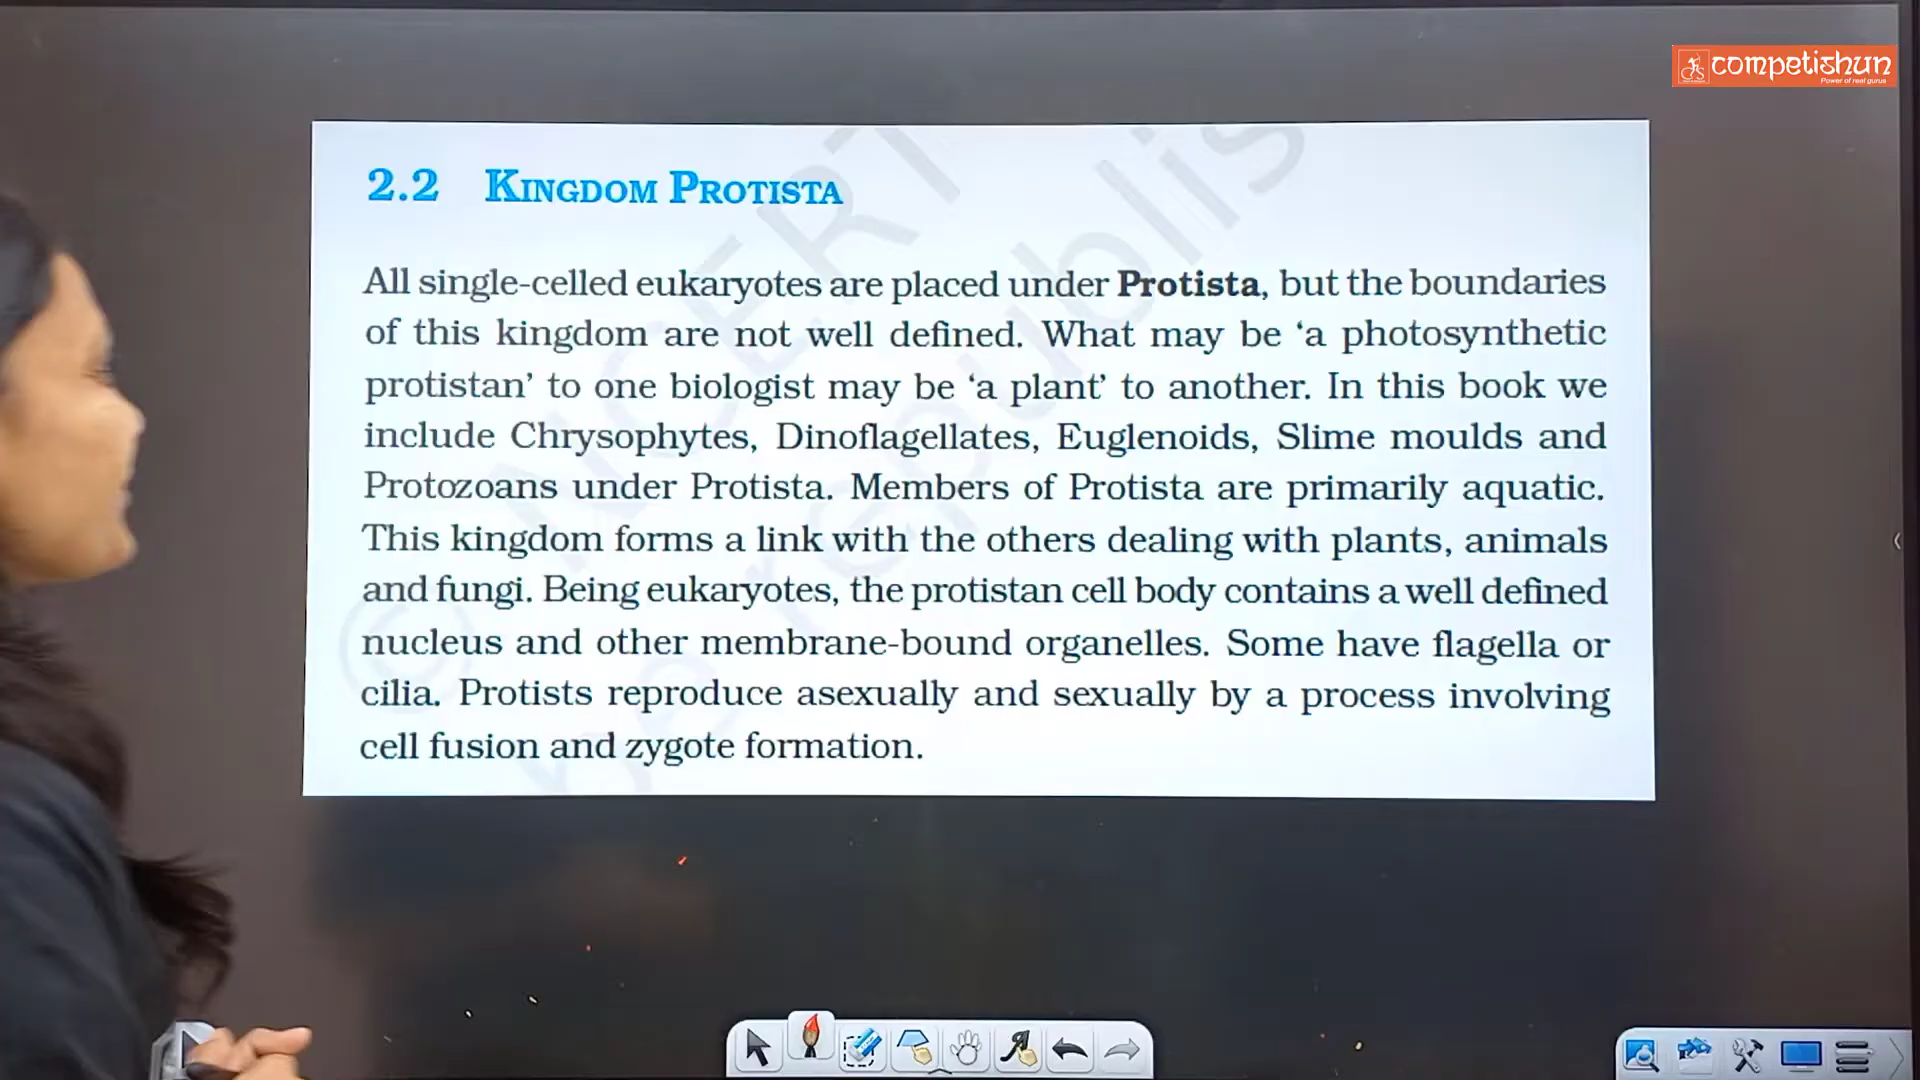 competishun
Power of real gurus
2.2 KINGDOM PROTISTA
All single-celled eukaryotes are placed under Protista, but the boundaries
of this kingdom are not well defined. What may be ‘a photosynthetic
protistan’ to one biologist may be ‘a plant’ to another. In this book we
include Chrysophytes, Dinoflagellates, Euglenoids, Slime moulds and
Protozoans under Protista. Members of Protista are primarily aquatic.
This kingdom forms a link with the others dealing with plants, animals
and fungi. Being eukaryotes, the protistan cell body contains a well defined
nucleus and other membrane-bound organelles. Some have flagella or
cilia. Protists reproduce asexually and sexually by a process involving
cell fusion and zygote formation.
© NCERT
be republis